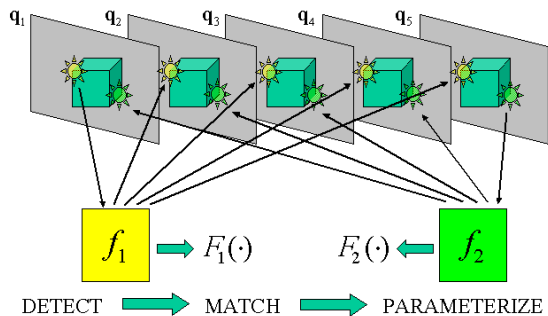 q₁ q₂ q₃ q₄ q₅
f₁ F₁(·) F₂(·) f₂
DETECT MATCH PARAMETERIZE